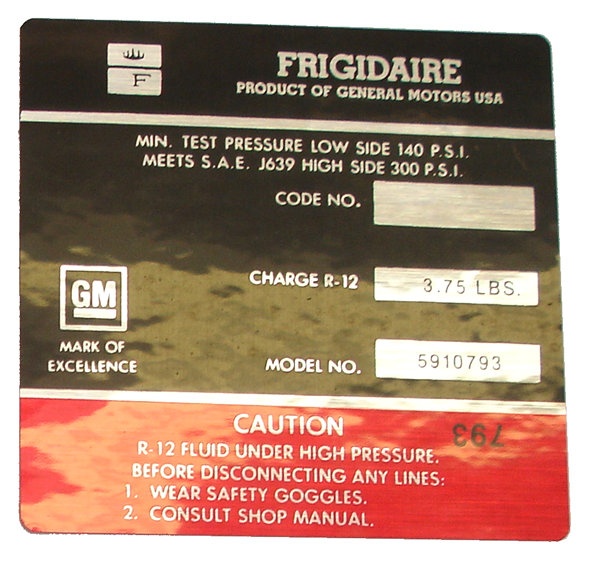 F
FRIGIDAIRE
PRODUCT OF GENERAL MOTORS USA
MIN. TEST PRESSURE LOW SIDE 140 P.S.I.
MEETS S.A.E. J639 HIGH SIDE 300 P.S.I.
CODE NO.
CHARGE R-12 3.75 LBS.
GM
MARK OF
EXCELLENCE
MODEL NO. 5910793
CAUTION
793
R-12 FLUID UNDER HIGH PRESSURE.
BEFORE DISCONNECTING ANY LINES:
1. WEAR SAFETY GOGGLES.
2. CONSULT SHOP MANUAL.